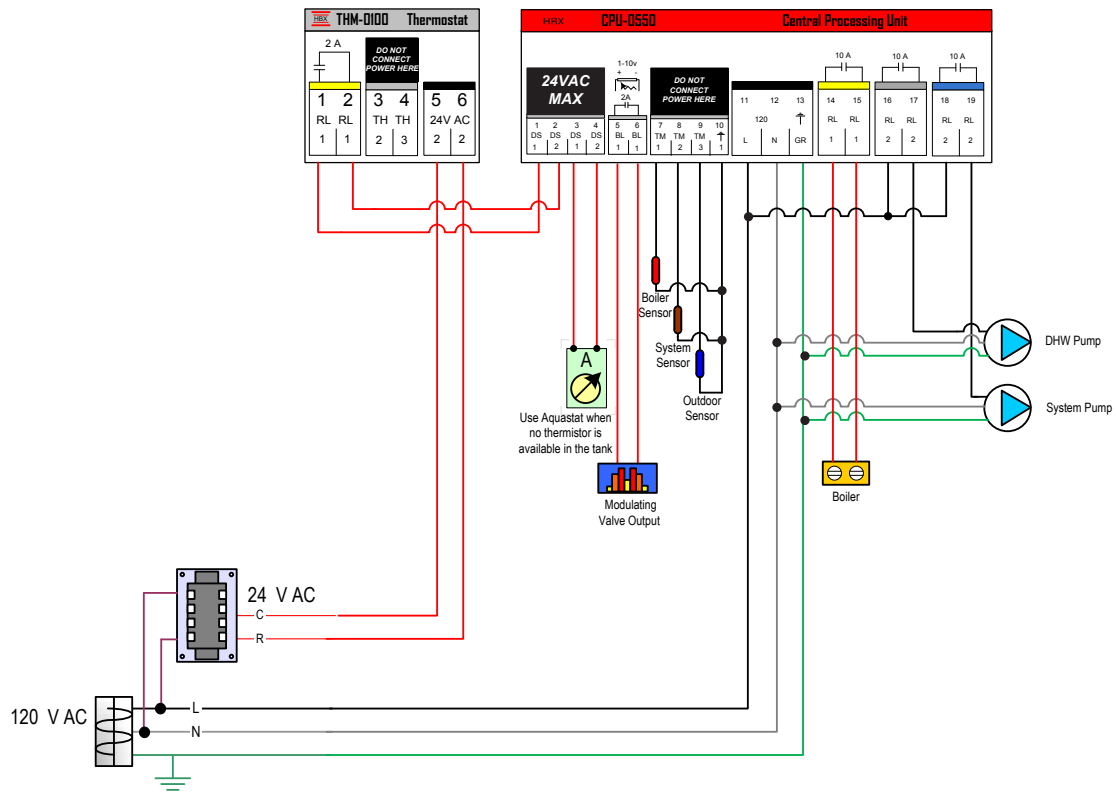 HBX THM-0100 Thermostat
2 A
DO NOT
CONNECT
POWER HERE
1 2 3 4 5 6
RL RL TH TH 24V AC
1 1 2 3 2 2
HBX CPU-0550 Central Processing Unit
24VAC
MAX
1-10v
+ -
2A
DO NOT
CONNECT
POWER HERE
10 A 10 A 10 A
1 2 3 4 5 6 7 8 9 10
DS DS DS DS BL BL TM TM TM
1 2 1 2 1 1 1 2 3 1
11 12 13 14 15 16 17 18 19
120 RL RL RL RL RL RL
L N GR 1 1 2 2 2 2
Boiler
Sensor
System
Sensor
Outdoor
Sensor
DHW Pump
System Pump
A
Use Aquastat when
no thermistor is
available in the tank
Modulating
Valve Output
Boiler
24 V AC
C
R
120 V AC
L
N